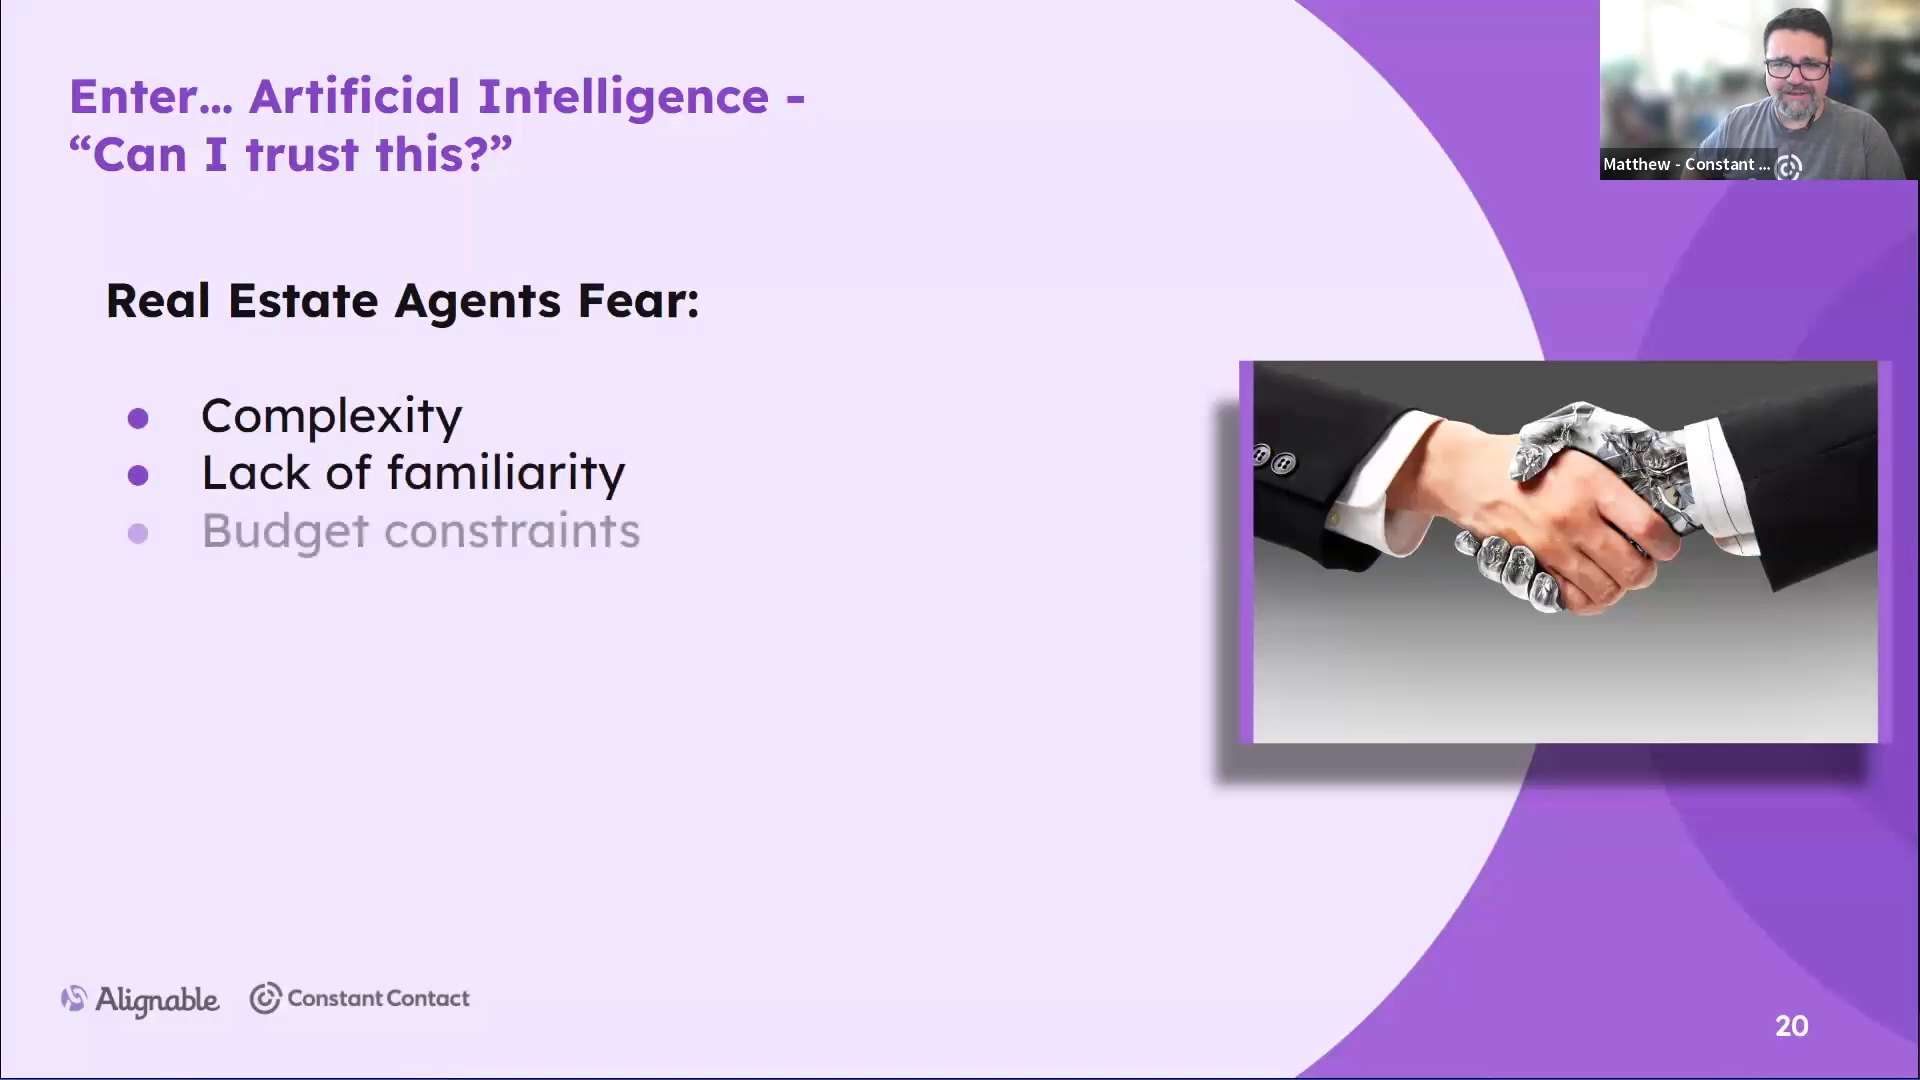 Enter... Artificial Intelligence -
“Can I trust this?”
Matthew - Constant ...
Real Estate Agents Fear:
● Complexity
● Lack of familiarity
● Budget constraints
Alignable
Constant Contact
20